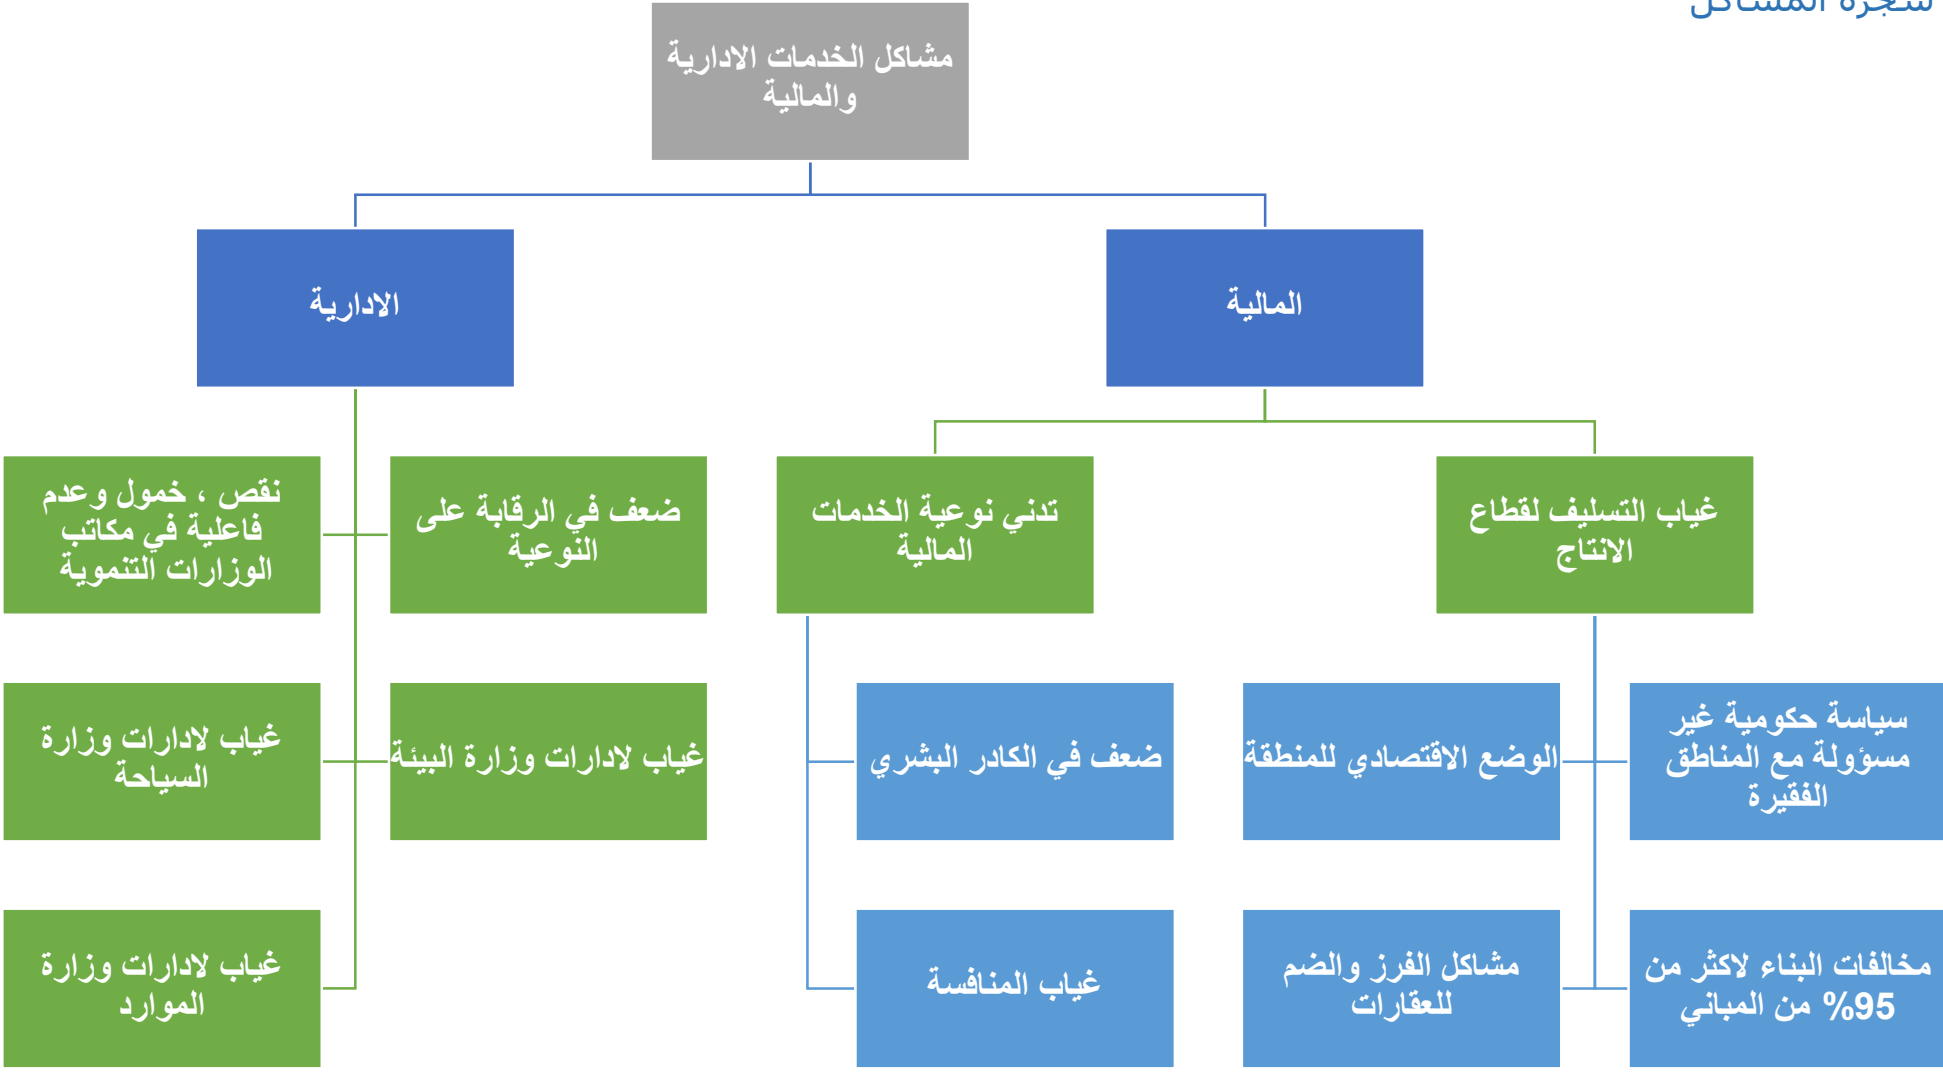 شجرة المشاكل
مشاكل الخدمات الادارية
والمالية
المالية
الادارية
غياب التسليف لقطاع
الانتاج
تدني نوعية الخدمات
المالية
ضعف في الرقابة على
النوعية
نقص ، خمول وعدم
فاعلية في مكاتب
الوزارات التنموية
سياسة حكومية غير
مسؤولة مع المناطق
الفقيرة
الوضع الاقتصادي للمنطقة
ضعف في الكادر البشري
غياب لادارات وزارة البيئة
غياب لادارات وزارة
السياحة
مخالفات البناء لاكثر من
95% من المباني
مشاكل الفرز والضم
للعقارات
غياب المنافسة
غياب لادارات وزارة
الموارد